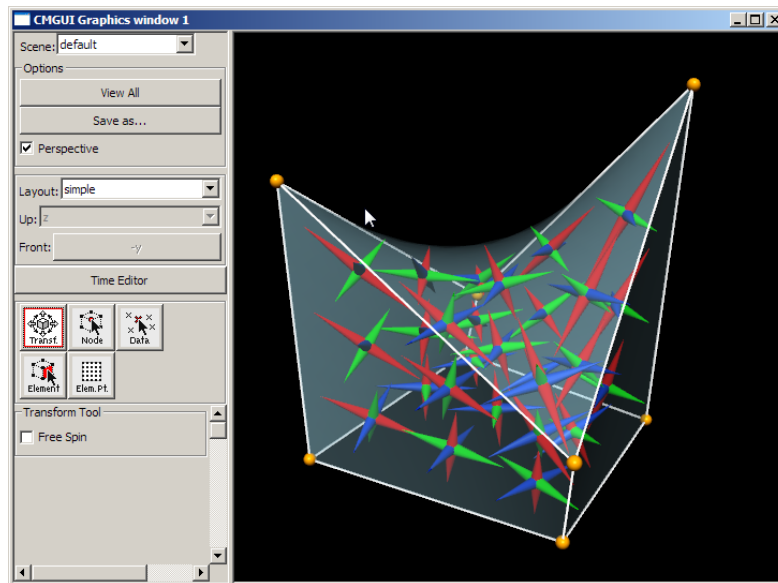 CMGUI Graphics window 1
Scene: default
Options
View All
Save as...
Perspective
Layout: simple
Up: z
Front: -y
Time Editor
Transf. Node Data
Element Elem.Pt.
Transform Tool
Free Spin